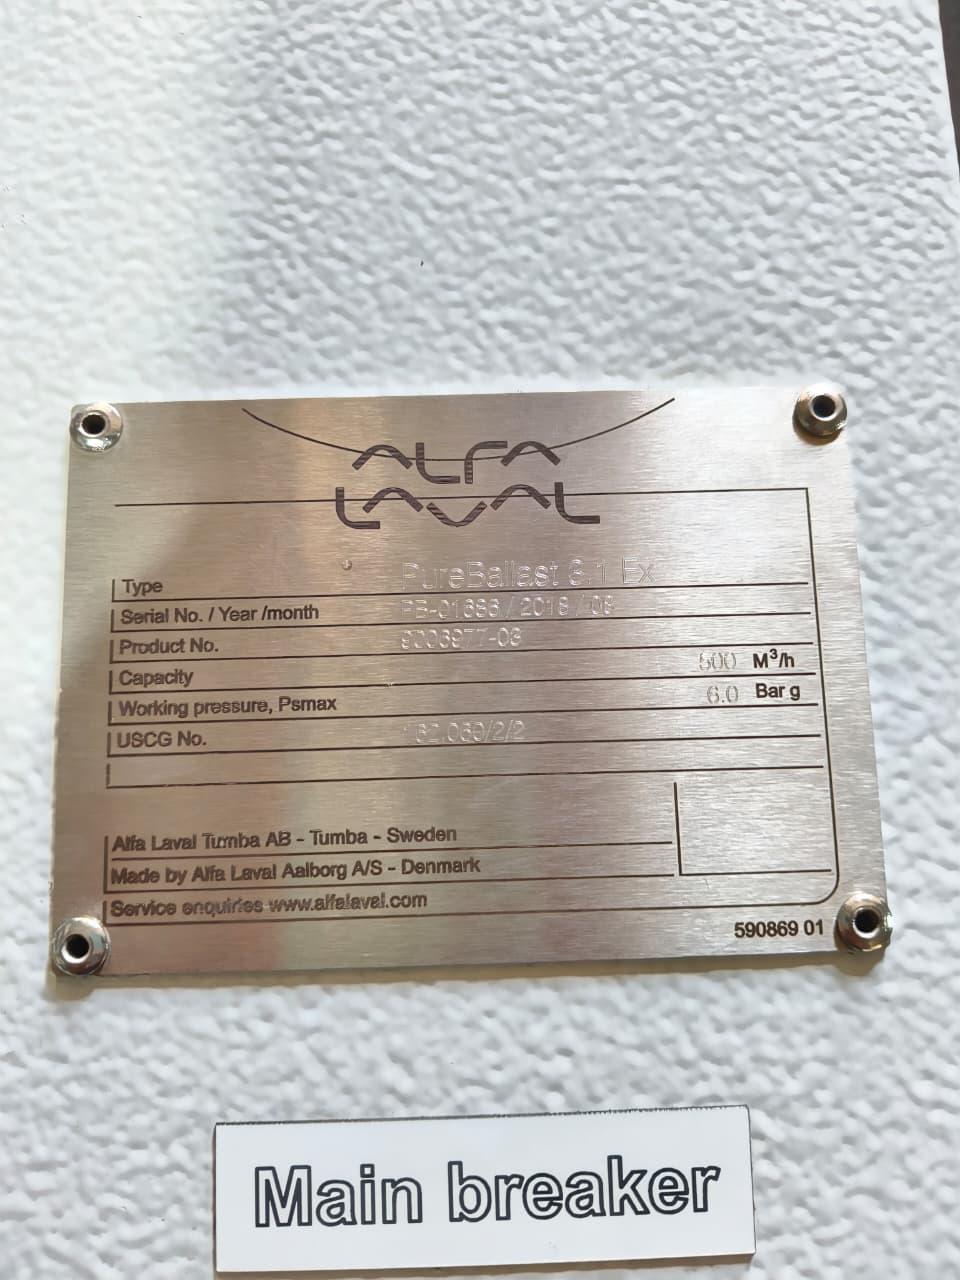 ALFA
LAVAL
Type PureBallast 3.1 Ex
Serial No. / Year /month / 2018 /
Product No.
Capacity 500 M³/h
Working pressure, Psmax 6.0 Bar g
USCG No.
Alfa Laval Tumba AB - Tumba - Sweden
Made by Alfa Laval Aalborg A/S - Denmark
Service enquiries www.alfalaval.com
590869 01
Main breaker